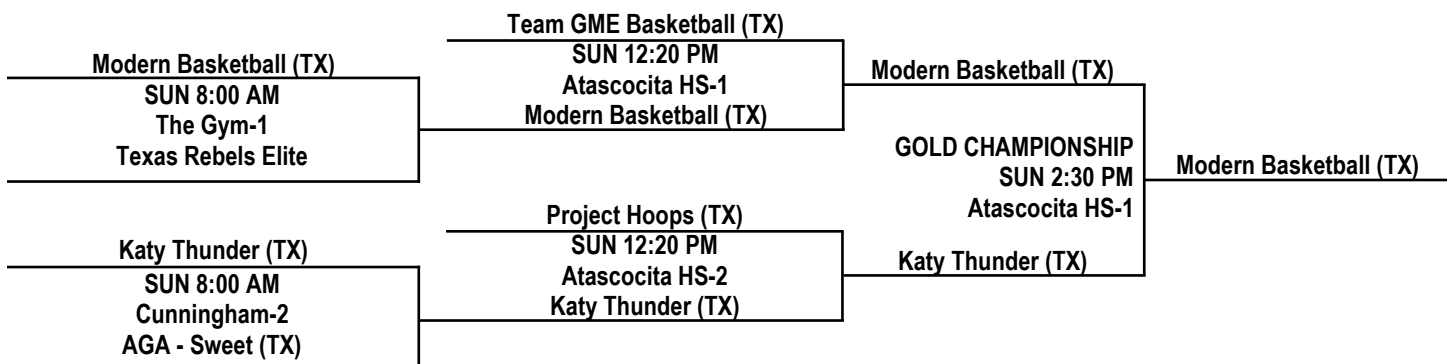 Team GME Basketball (TX)
Modern Basketball (TX)
SUN 12:20 PM
Modern Basketball (TX)
SUN 8:00 AM
Atascocita HS-1
The Gym-1
Modern Basketball (TX)
Texas Rebels Elite
GOLD CHAMPIONSHIP
Modern Basketball (TX)
SUN 2:30 PM
Atascocita HS-1
Project Hoops (TX)
Katy Thunder (TX)
SUN 12:20 PM
Katy Thunder (TX)
SUN 8:00 AM
Atascocita HS-2
Cunningham-2
Katy Thunder (TX)
AGA - Sweet (TX)